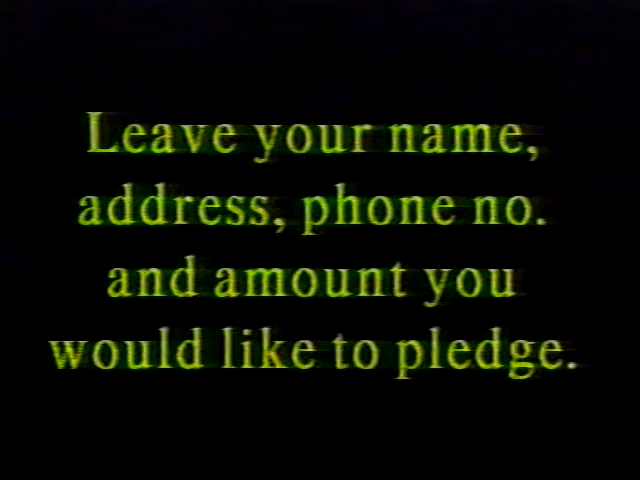 Leave your name,
address, phone no.
and amount you
would like to pledge.